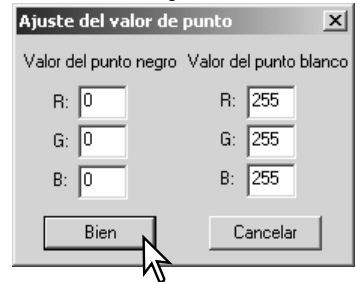 Ajuste del valor de punto
Valor del punto negro Valor del punto blanco
R: 0 R: 255
G: 0 G: 255
B: 0 B: 255
Bien Cancelar